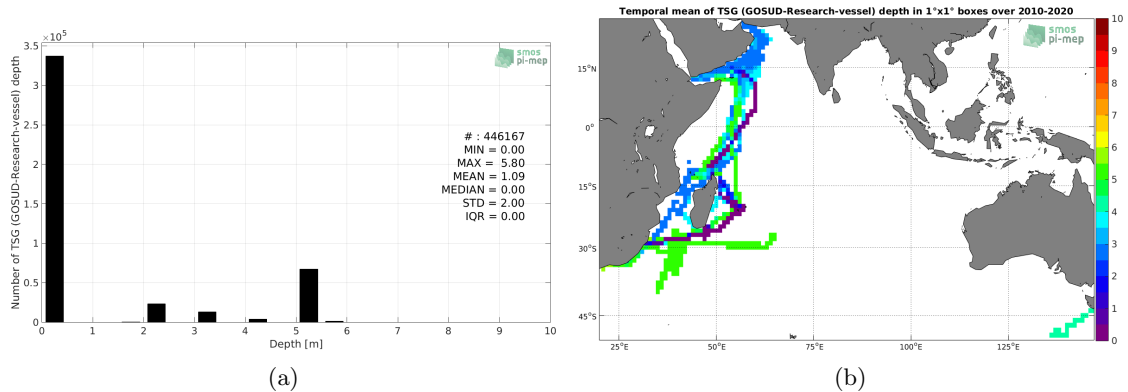 ×10⁵
3.5
3
2.5
2
1.5
1
0.5
0
Number of TSG (GOSUD-Research-vessel) depth
smos
pi-mep
# : 446167
MIN = 0.00
MAX = 5.80
MEAN = 1.09
MEDIAN = 0.00
STD = 2.00
IQR = 0.00
0 1 2 3 4 5 6 7 8 9 10
Depth [m]
(a)
Temporal mean of TSG (GOSUD-Research-vessel) depth in 1°x1° boxes over 2010-2020
smos
pi-mep
15°N
0°
15°S
30°S
45°S
25°E 50°E 75°E 100°E 125°E
10
9
8
7
6
5
4
3
2
1
0
(b)